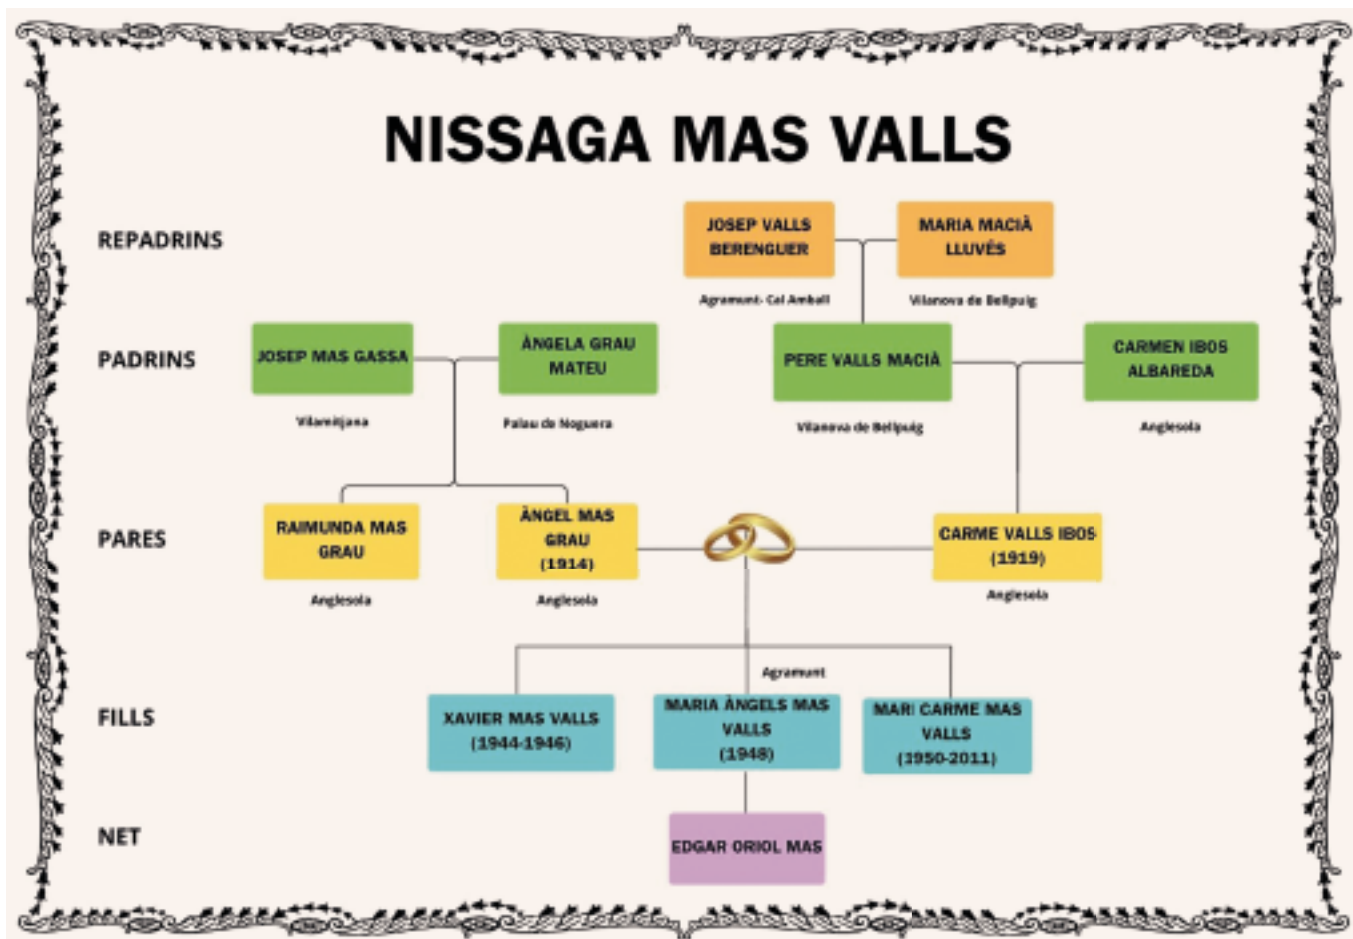 NISSAGA MAS VALLS
REPADRINS
JOSEP VALLS
BERENGUER
MARIA MACIÀ
LLUVÉS
Agramunt- Cal Amball
Vilanova de Bellpuig
PADRINS
JOSEP MAS GASSA
ÀNGELA GRAU
MATEU
PERE VALLS MACIÀ
CARMEN IBOS
ALBAREDA
Vilamitjana
Palau de Noguera
Vilanova de Bellpuig
Anglesola
PARES
RAIMUNDA MAS
GRAU
ÀNGEL MAS
GRAU
(1914)
CARME VALLS IBOS
(1919)
Anglesola
Anglesola
Anglesola
Agramunt
FILLS
XAVIER MAS VALLS
(1944-1946)
MARIA ÀNGELS MAS
VALLS
(1948)
MARI CARME MAS
VALLS
(1950-2011)
NET
EDGAR ORIOL MAS